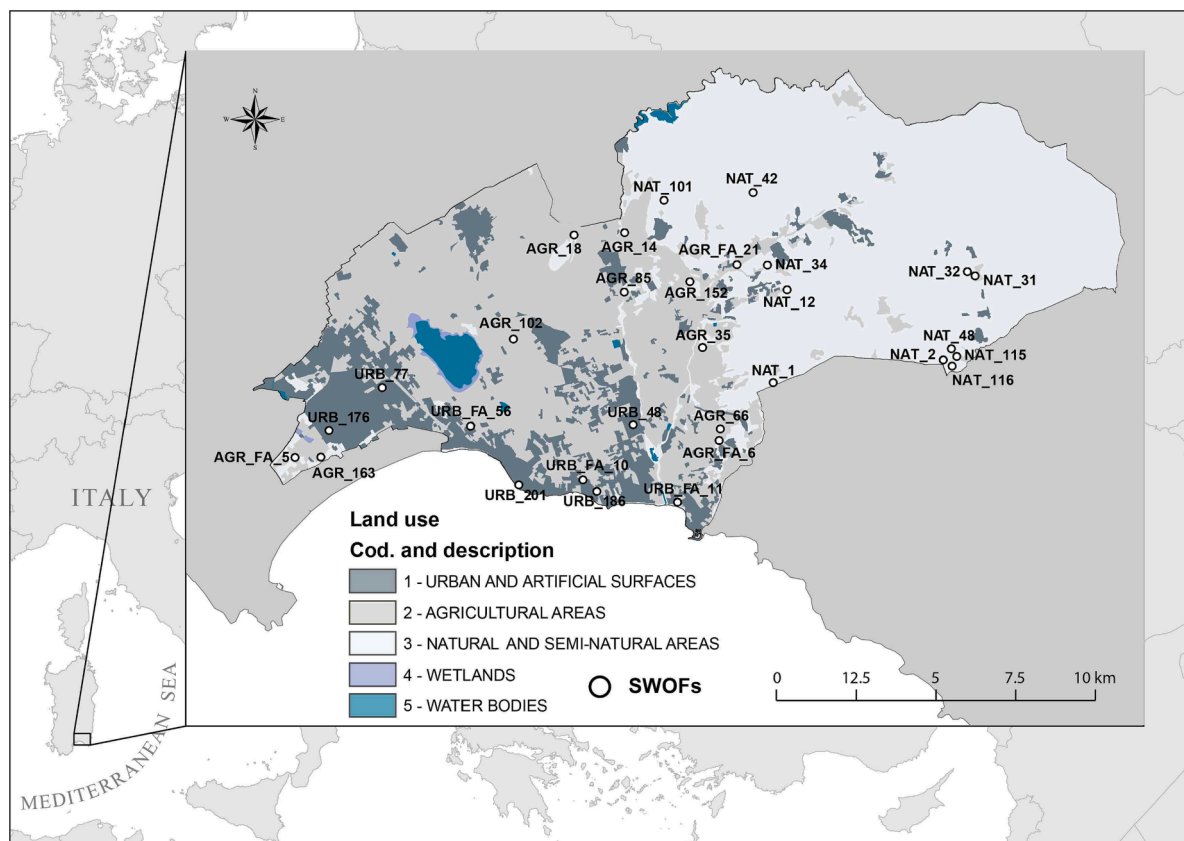 N
W
E
S
NAT_101
NAT_42
AGR_18
AGR_14
AGR_FA_21
NAT_34
AGR_85
AGR_152
NAT_12
NAT_32
NAT_31
AGR_102
AGR_35
NAT_48
NAT_2
NAT_115
NAT_116
NAT_1
URB_77
URB_176
URB_FA_56
URB_48
AGR_66
AGR_FA_5
AGR_163
AGR_FA_6
URB_FA_10
URB_201
URB_186
URB_FA_11
ITALY
MEDITERRANEAN SEA
Land use
Cod. and description
1 - URBAN AND ARTIFICIAL SURFACES
2 - AGRICULTURAL AREAS
3 - NATURAL AND SEMI-NATURAL AREAS
4 - WETLANDS
5 - WATER BODIES
SWOFs
0 12.5 5 7.5 10 km